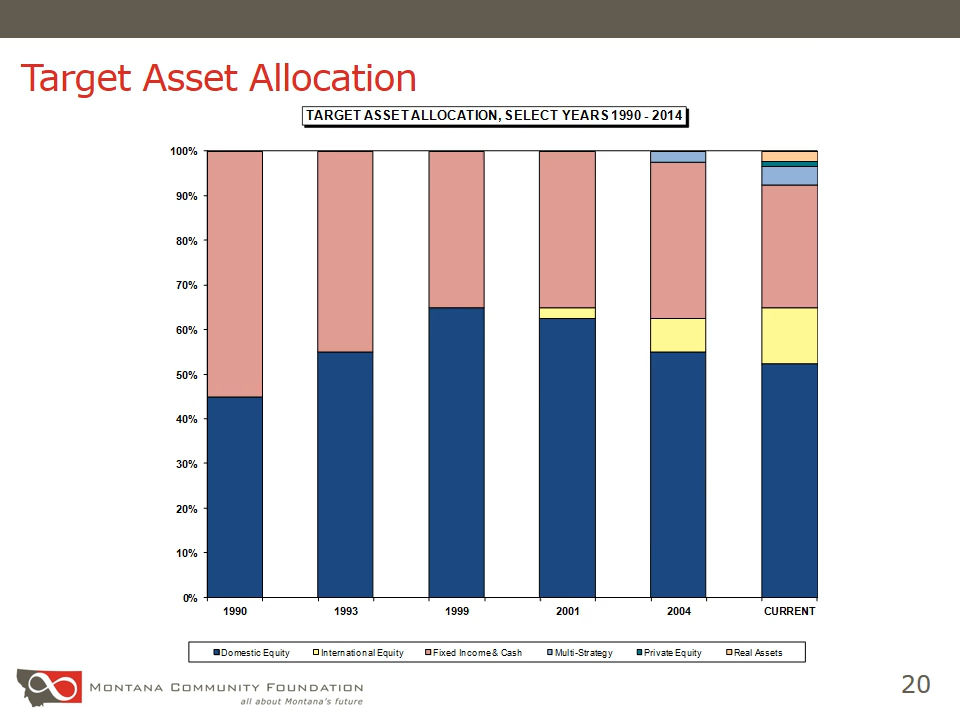 Target Asset Allocation
TARGET ASSET ALLOCATION, SELECT YEARS 1990 - 2014
100%
90%
80%
70%
60%
50%
40%
30%
20%
10%
0%
1990 1993 1999 2001 2004 CURRENT
Domestic Equity International Equity Fixed Income & Cash Multi-Strategy Private Equity Real Assets
MONTANA COMMUNITY FOUNDATION
all about Montana's future
20